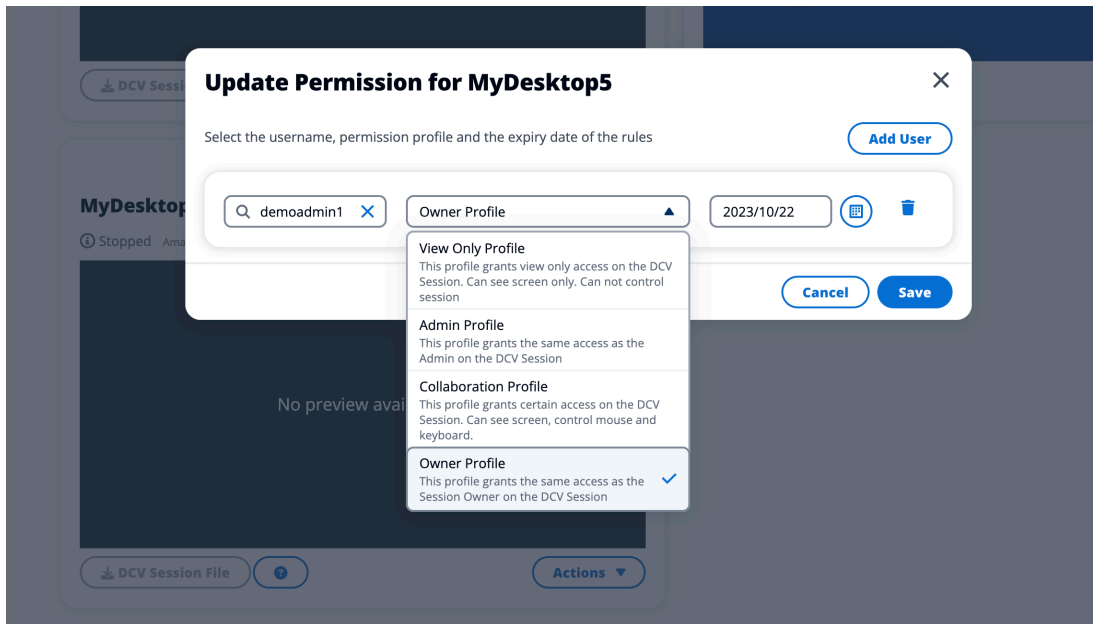 DCV Sessi
Update Permission for MyDesktop5
Select the username, permission profile and the expiry date of the rules
Add User
demoadmin1
Owner Profile
2023/10/22
MyDesktop
Stopped Ama
View Only Profile
This profile grants view only access on the DCV
Session. Can see screen only. Can not control
session
Admin Profile
This profile grants the same access as the
Admin on the DCV Session
Collaboration Profile
This profile grants certain access on the DCV
Session. Can see screen, control mouse and
keyboard.
Owner Profile
This profile grants the same access as the
Session Owner on the DCV Session
Cancel
Save
No preview avai
DCV Session File
?
Actions